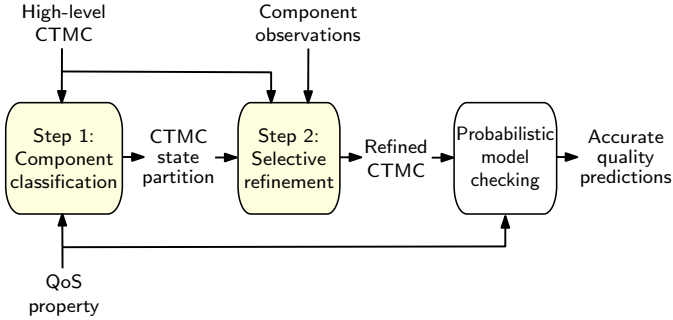 High-level
CTMC
Component
observations
Step 1:
Component
classification
CTMC
state
partition
Step 2:
Selective
refinement
Refined
CTMC
Probabilistic
model
checking
Accurate
quality
predictions
QoS
property